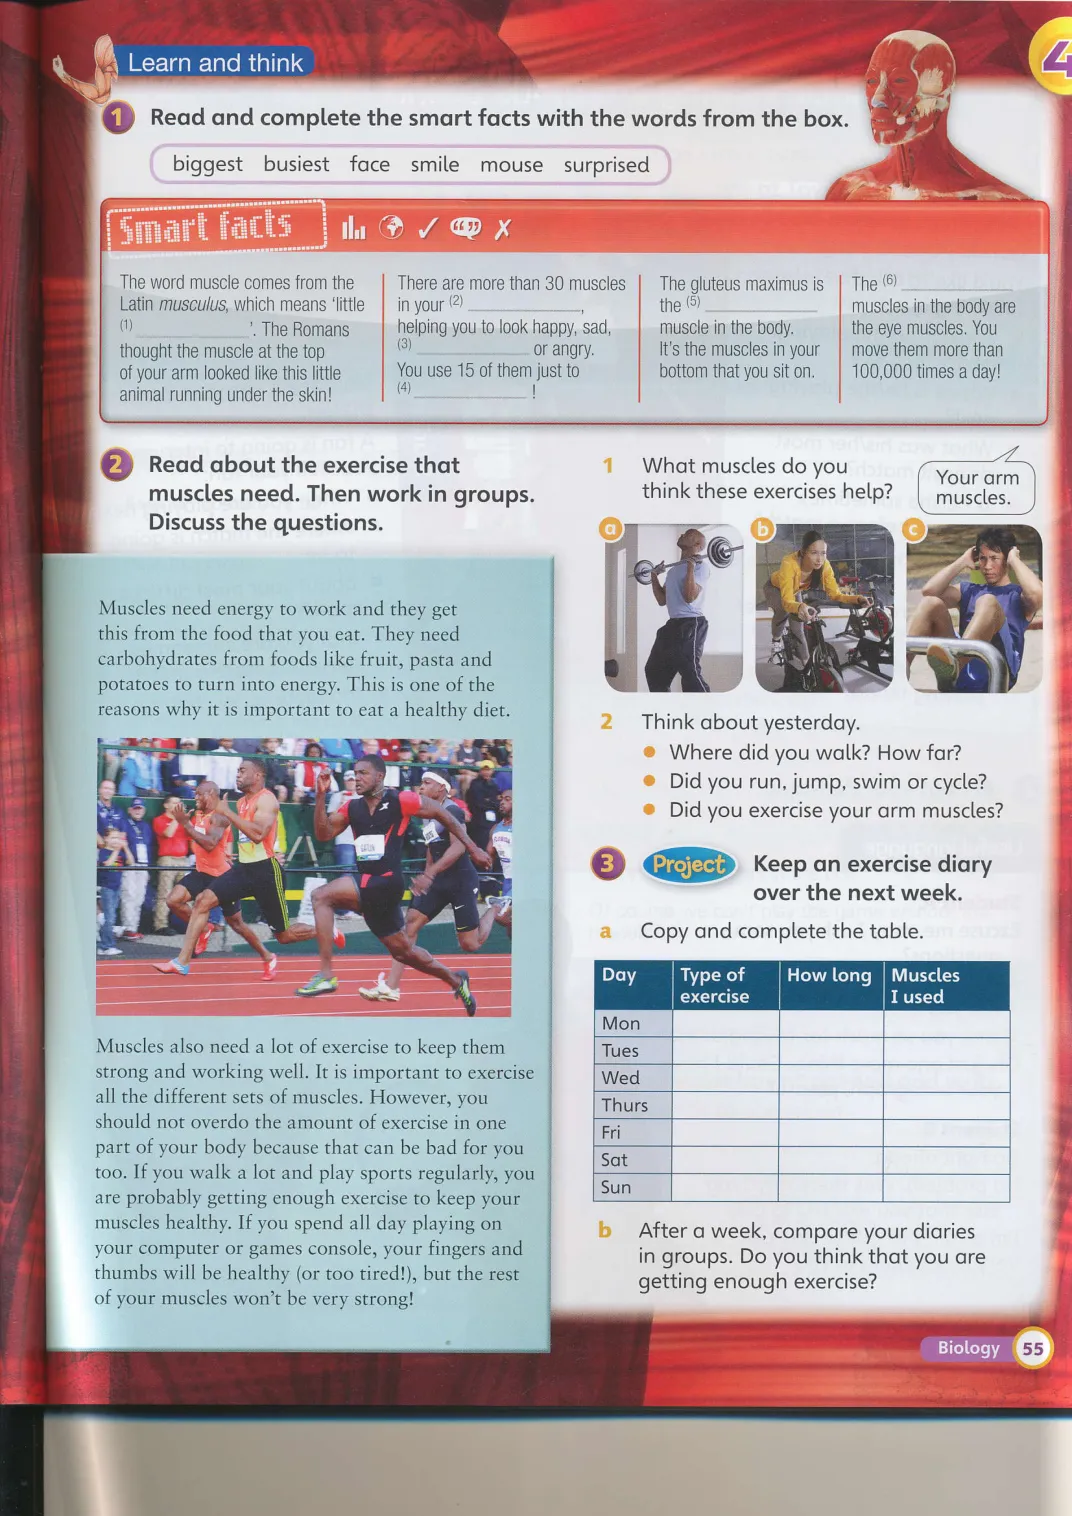 Learn and think
4
1 Read and complete the smart facts with the words from the box.
biggest busiest face smile mouse surprised
Smart facts
The word muscle comes from the
Latin musculus, which means ‘little
(1) ____________ ’. The Romans
thought the muscle at the top
of your arm looked like this little
animal running under the skin!
There are more than 30 muscles
in your (2) ____________ ,
helping you to look happy, sad,
(3) ____________ or angry.
You use 15 of them just to
(4) ____________ !
The gluteus maximus is
the (5) ____________
muscle in the body.
It’s the muscles in your
bottom that you sit on.
The (6) ____________
muscles in the body are
the eye muscles. You
move them more than
100,000 times a day!
2 Read about the exercise that
muscles need. Then work in groups.
Discuss the questions.
Muscles need energy to work and they get
this from the food that you eat. They need
carbohydrates from foods like fruit, pasta and
potatoes to turn into energy. This is one of the
reasons why it is important to eat a healthy diet.
GATLIN
Muscles also need a lot of exercise to keep them
strong and working well. It is important to exercise
all the different sets of muscles. However, you
should not overdo the amount of exercise in one
part of your body because that can be bad for you
too. If you walk a lot and play sports regularly, you
are probably getting enough exercise to keep your
muscles healthy. If you spend all day playing on
your computer or games console, your fingers and
thumbs will be healthy (or too tired!), but the rest
of your muscles won’t be very strong!
1 What muscles do you
think these exercises help?
Your arm
muscles.
a b c
2 Think about yesterday.
● Where did you walk? How far?
● Did you run, jump, swim or cycle?
● Did you exercise your arm muscles?
3 Project Keep an exercise diary
over the next week.
a Copy and complete the table.
Day Type of exercise How long Muscles I used
Mon
Tues
Wed
Thurs
Fri
Sat
Sun
b After a week, compare your diaries
in groups. Do you think that you are
getting enough exercise?
Biology 55